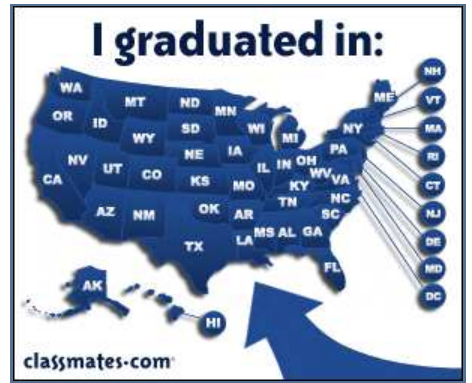 I graduated in:
WA
OR
ID
MT
ND
MN
WY
SD
WI
MI
NE
IA
NV
UT
CO
KS
MO
IL
IN
OH
KY
WV
VA
PA
NY
ME
CA
AZ
NM
OK
AR
TN
NC
SC
TX
LA
MS
AL
GA
FL
NH
VT
MA
RI
CT
NJ
DE
MD
DC
AK
HI
classmates.com